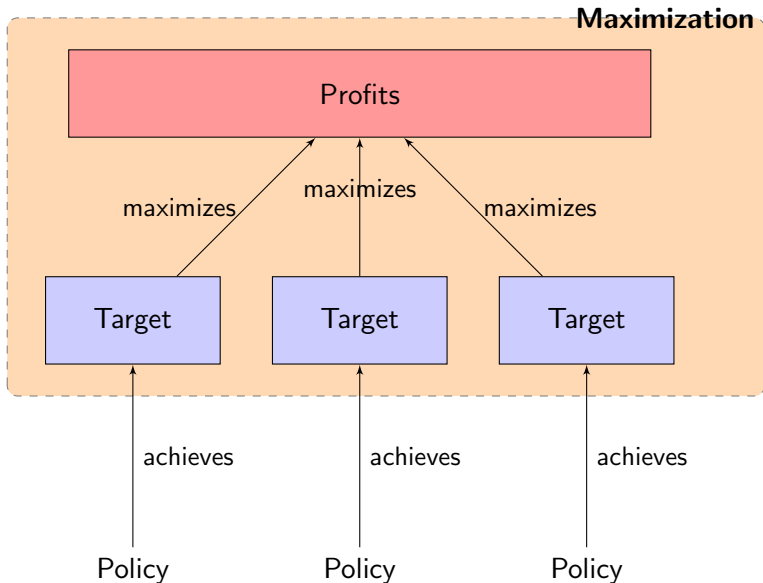 Maximization
Profits
maximizes
maximizes
maximizes
Target
Target
Target
achieves
achieves
achieves
Policy
Policy
Policy